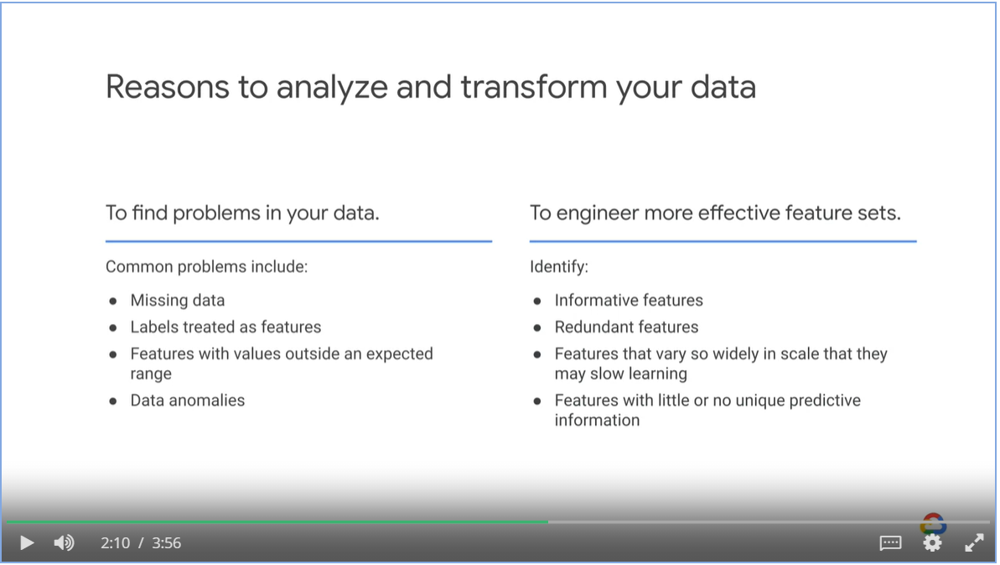 Reasons to analyze and transform your data
To find problems in your data.
Common problems include:
● Missing data
● Labels treated as features
● Features with values outside an expected
range
● Data anomalies
To engineer more effective feature sets.
Identify:
● Informative features
● Redundant features
● Features that vary so widely in scale that they
may slow learning
● Features with little or no unique predictive
information
2:10 / 3:56